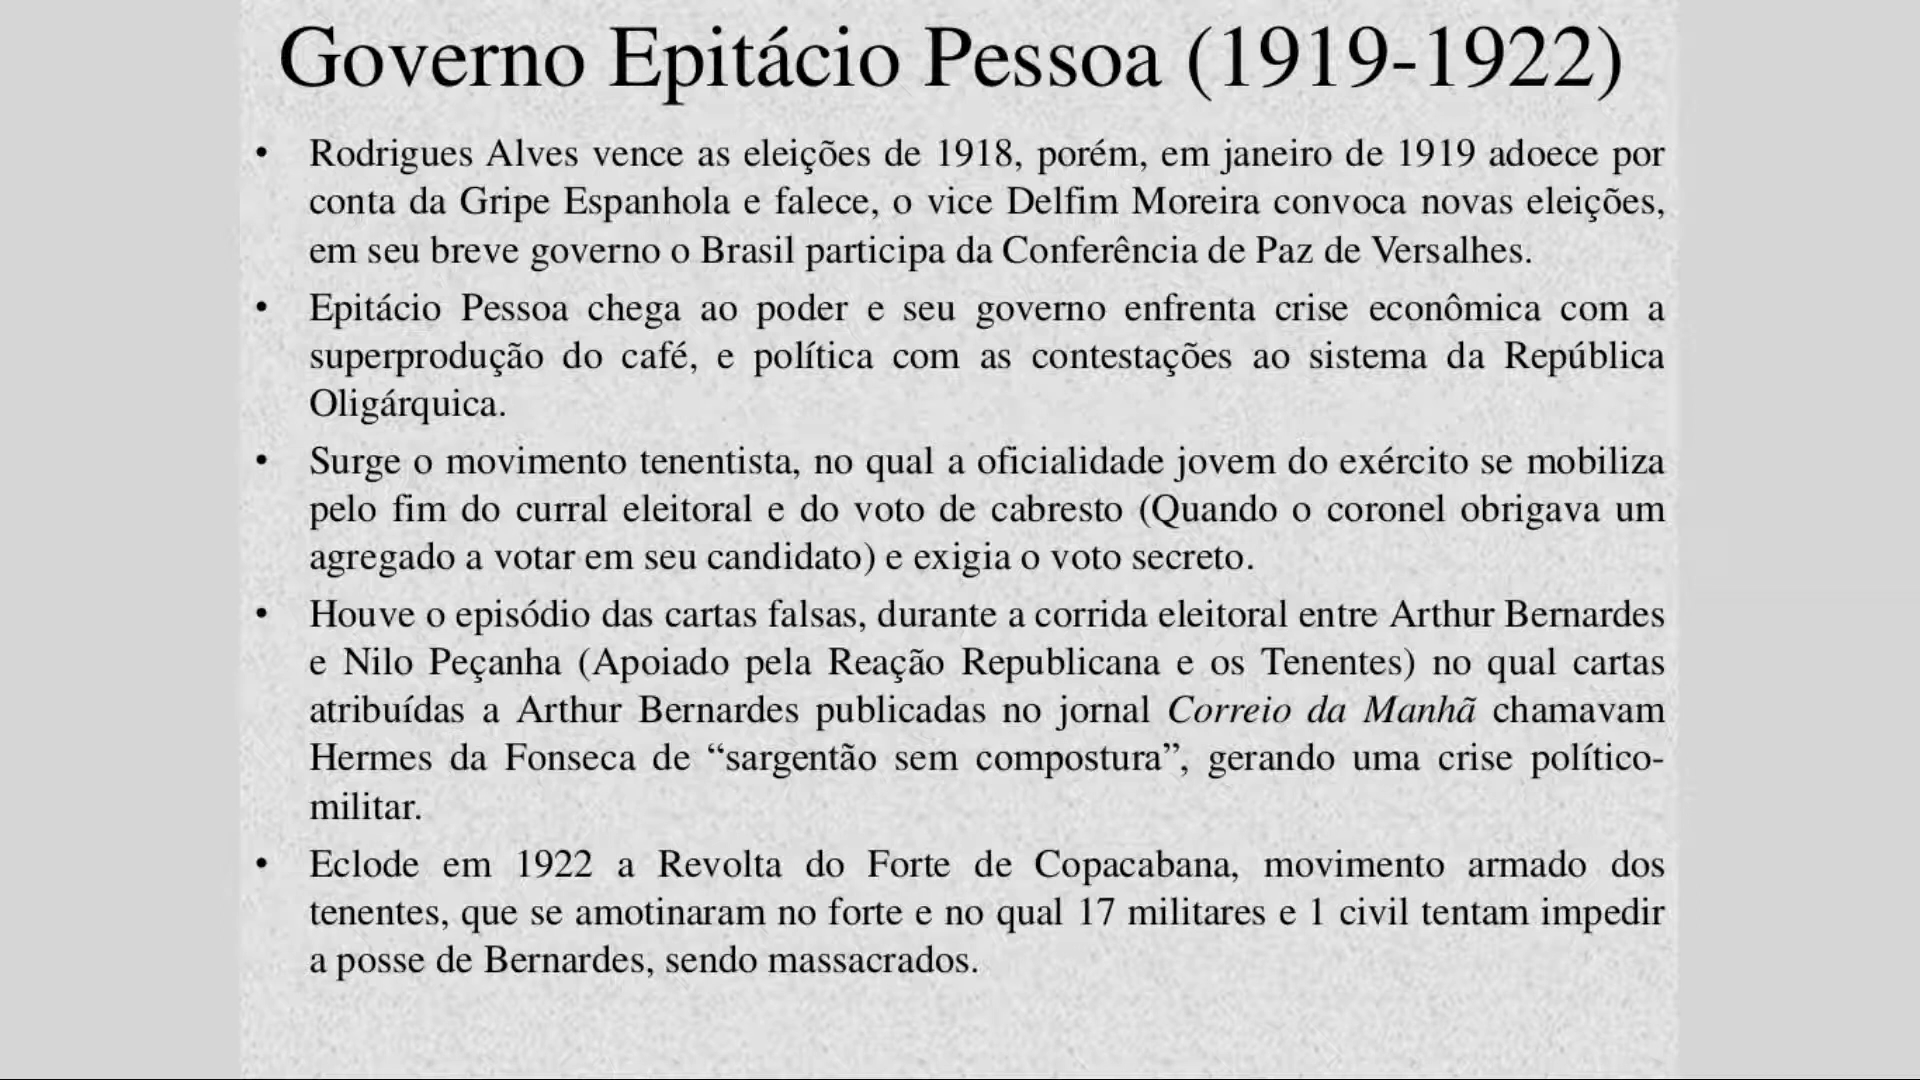 Governo Epitácio Pessoa (1919-1922)
• Rodrigues Alves vence as eleições de 1918, porém, em janeiro de 1919 adoece por
conta da Gripe Espanhola e falece, o vice Delfim Moreira convoca novas eleições,
em seu breve governo o Brasil participa da Conferência de Paz de Versalhes.
• Epitácio Pessoa chega ao poder e seu governo enfrenta crise econômica com a
superprodução do café, e política com as contestações ao sistema da República
Oligárquica.
• Surge o movimento tenentista, no qual a oficialidade jovem do exército se mobiliza
pelo fim do curral eleitoral e do voto de cabresto (Quando o coronel obrigava um
agregado a votar em seu candidato) e exigia o voto secreto.
• Houve o episódio das cartas falsas, durante a corrida eleitoral entre Arthur Bernardes
e Nilo Peçanha (Apoiado pela Reação Republicana e os Tenentes) no qual cartas
atribuídas a Arthur Bernardes publicadas no jornal Correio da Manhã chamavam
Hermes da Fonseca de “sargentão sem compostura”, gerando uma crise político-
militar.
• Eclode em 1922 a Revolta do Forte de Copacabana, movimento armado dos
tenentes, que se amotinaram no forte e no qual 17 militares e 1 civil tentam impedir
a posse de Bernardes, sendo massacrados.